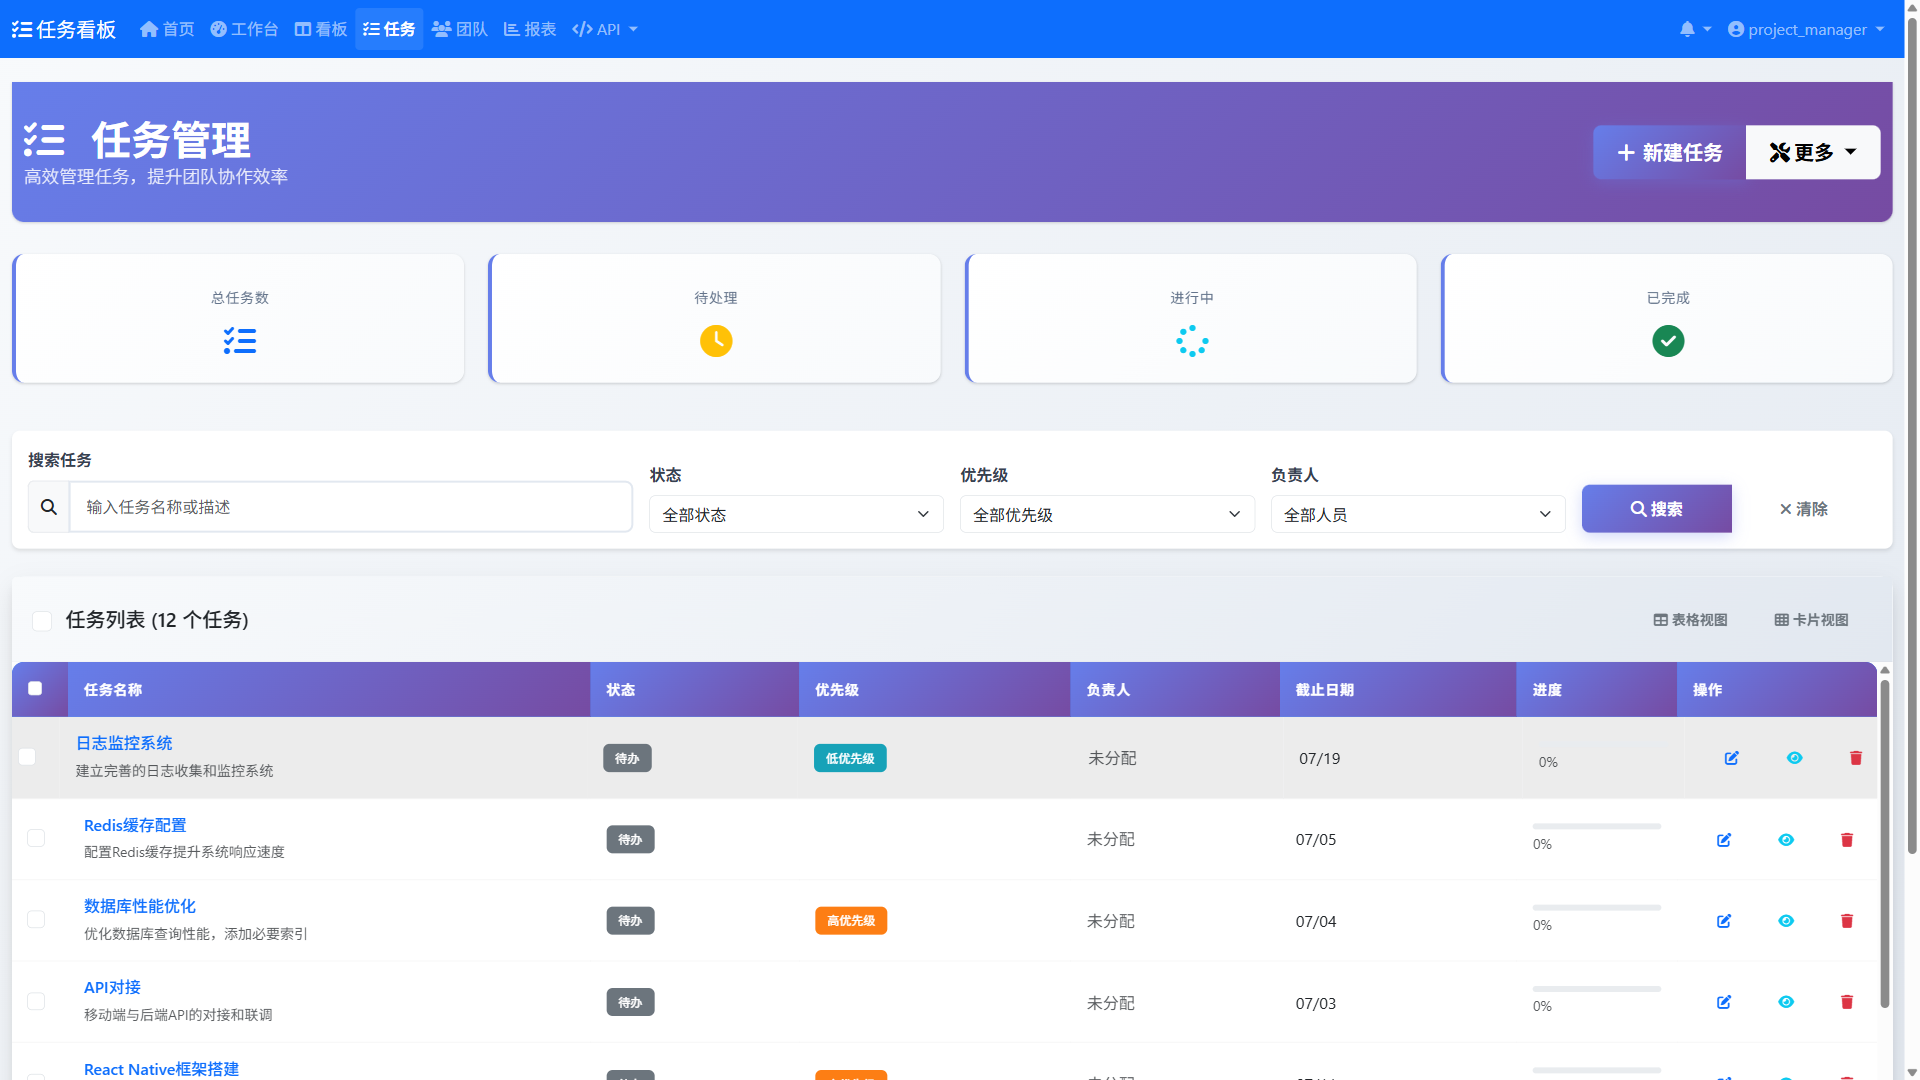 任务看板 首页 工作台 看板 任务 团队 报表 API project_manager
任务管理
高效管理任务，提升团队协作效率
新建任务 更多
总任务数 待处理 进行中 已完成
搜索任务
输入任务名称或描述
状态 优先级 负责人
全部状态 全部优先级 全部人员 搜索 清除
任务列表 (12 个任务) 表格视图 卡片视图
任务名称 状态 优先级 负责人 截止日期 进度 操作
日志监控系统
建立完善的日志收集和监控系统
待办 低优先级 未分配 07/19 0%
Redis缓存配置
配置Redis缓存提升系统响应速度
待办 未分配 07/05 0%
数据库性能优化
优化数据库查询性能，添加必要索引
待办 高优先级 未分配 07/04 0%
API对接
移动端与后端API的对接和联调
待办 未分配 07/03 0%
React Native框架搭建